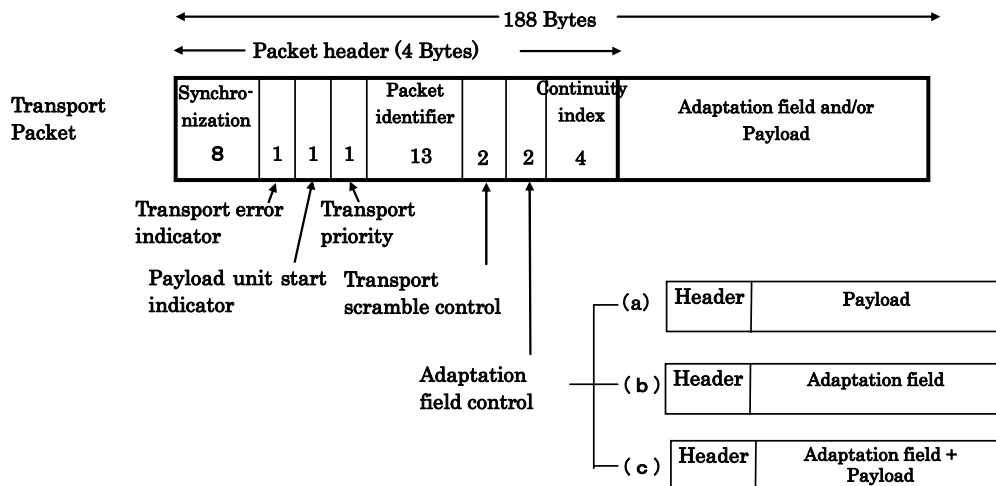 188 Bytes
Packet header (4 Bytes)
Transport
Packet
Synchro-
nization
8
1
1
1
Packet
identifier
13
2
2
Continuity
index
4
Adaptation field and/or
Payload
Transport error
indicator
Transport
priority
Payload unit start
indicator
Transport
scramble control
Adaptation
field control
(a)
Header
Payload
(b)
Header
Adaptation field
(c)
Header
Adaptation field +
Payload